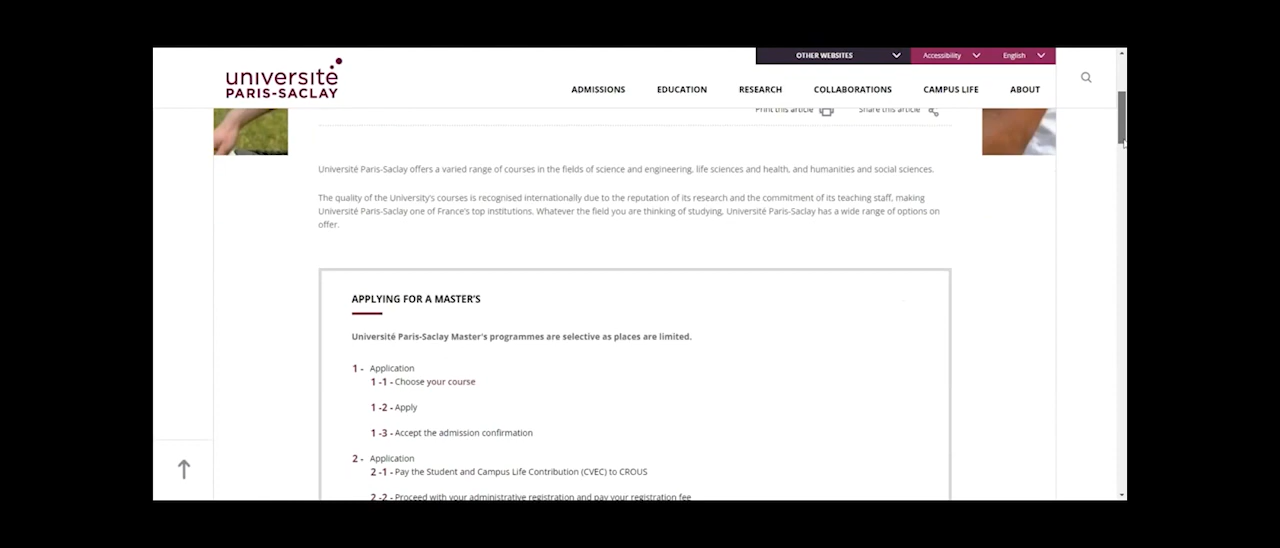 OTHER WEBSITES
Accessibility
English
université
PARIS-SACLAY
ADMISSIONS
EDUCATION
RESEARCH
COLLABORATIONS
CAMPUS LIFE
ABOUT
Print this article
Share this article
Université Paris-Saclay offers a varied range of courses in the fields of science and engineering, life sciences and health, and humanities and social sciences.
The quality of the University's courses is recognised internationally due to the reputation of its research and the commitment of its teaching staff, making
Université Paris-Saclay one of France's top institutions. Whatever the field you are thinking of studying, Université Paris-Saclay has a wide range of options on
offer.
APPLYING FOR A MASTER'S
Université Paris-Saclay Master's programmes are selective as places are limited.
1 - Application
1 -1 - Choose your course
1 -2 - Apply
1 -3 - Accept the admission confirmation
2 - Application
2 -1 - Pay the Student and Campus Life Contribution (CVEC) to CROUS
2 -2 - Proceed with your administrative registration and pay your registration fee